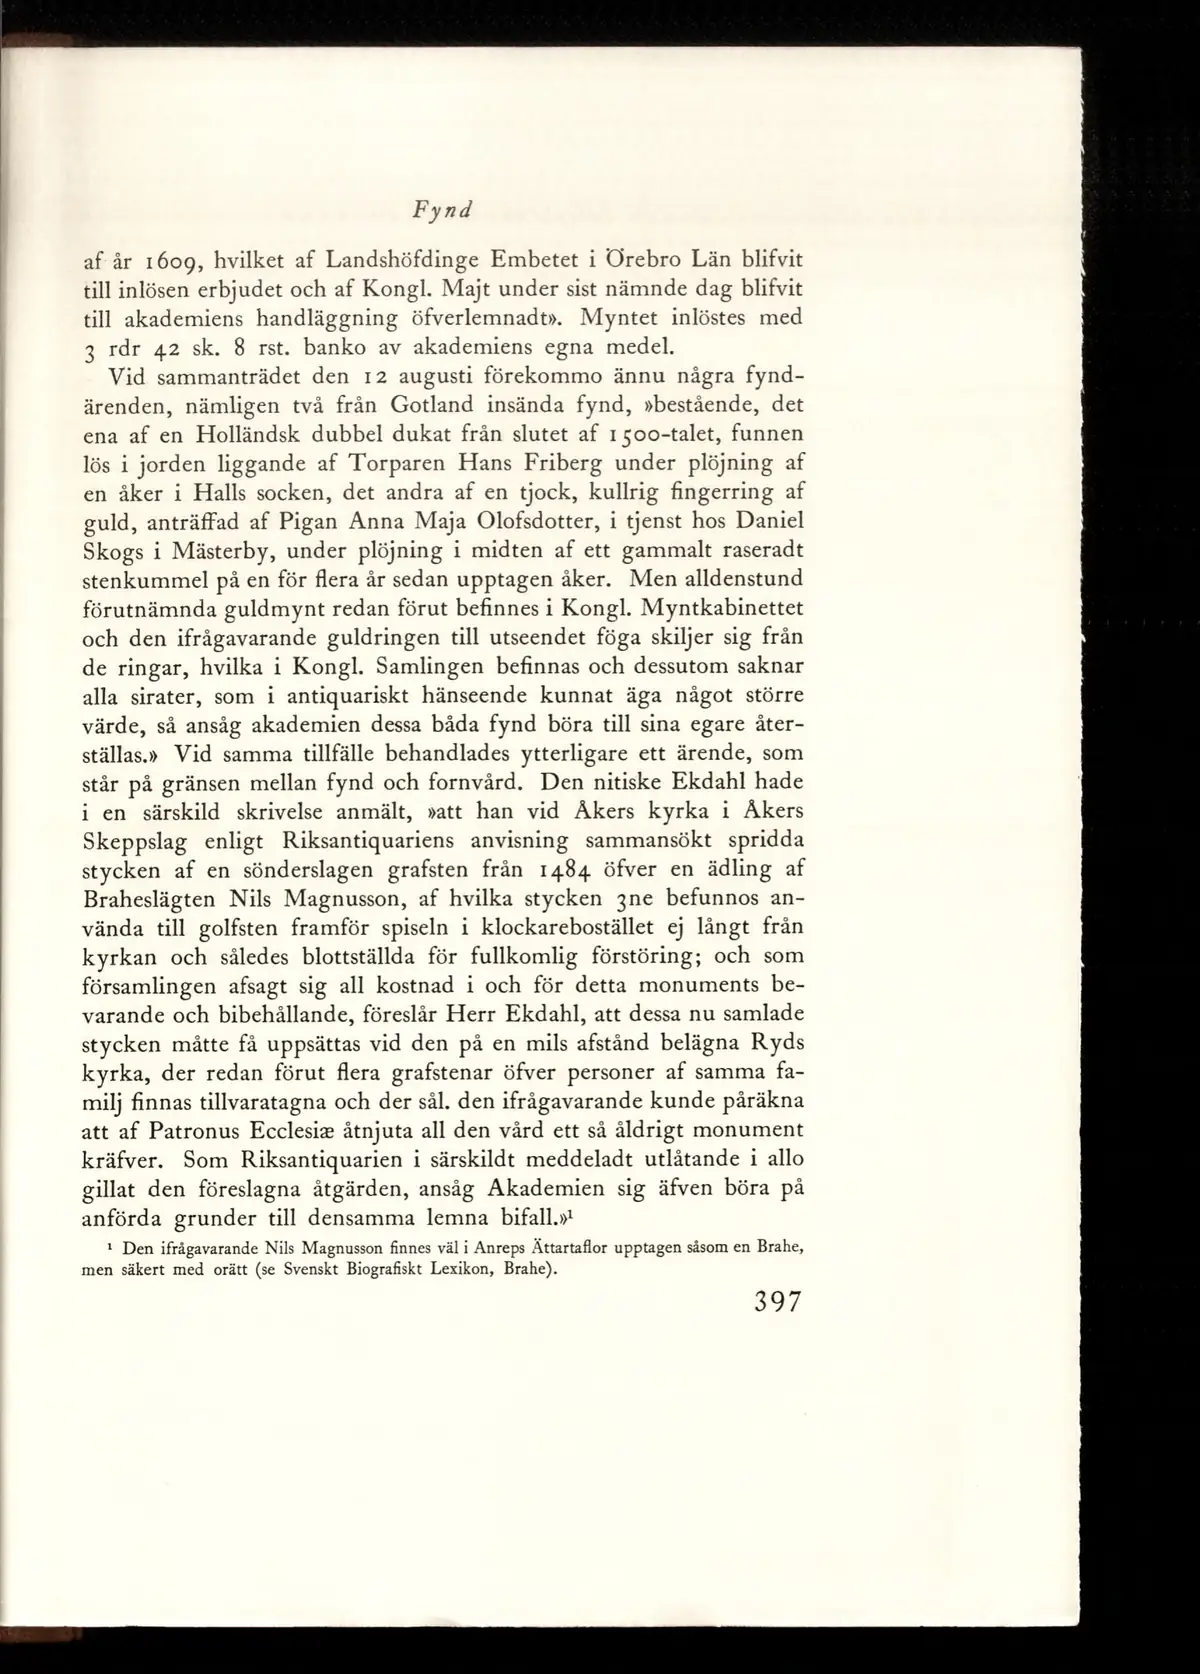 Fynd
af år 1609, hvilket af Landshöfdinge Embetet i Örebro Län blifvit
till inlösen erbjudet och af Kongl. Majt under sist nämnde dag blifvit
till akademiens handläggning öfverlemnadt». Myntet inlöstes med
3 rdr 42 sk. 8 rst. banko av akademiens egna medel.
Vid sammanträdet den 12 augusti förekommo ännu några fynd-
ärenden, nämligen två från Gotland insända fynd, »bestående, det
ena af en Holländsk dubbel dukat från slutet af 1500-talet, funnen
lös i jorden liggande af Torparen Hans Friberg under plöjning af
en åker i Halls socken, det andra af en tjock, kullrig fingerring af
guld, anträffad af Pigan Anna Maja Olofsdotter, i tjenst hos Daniel
Skogs i Mästerby, under plöjning i midten af ett gammalt raseradt
stenkummel på en för flera år sedan upptagen åker. Men alldenstund
förutnämnda guldmynt redan förut befinnes i Kongl. Myntkabinettet
och den ifrågavarande guldringen till utseendet föga skiljer sig från
de ringar, hvilka i Kongl. Samlingen befinnas och dessutom saknar
alla sirater, som i antiquariskt hänseende kunnat äga något större
värde, så ansåg akademien dessa båda fynd böra till sina egare åter-
ställas.» Vid samma tillfälle behandlades ytterligare ett ärende, som
står på gränsen mellan fynd och fornvård. Den nitiske Ekdahl hade
i en särskild skrivelse anmält, »att han vid Åkers kyrka i Åkers
Skeppslag enligt Riksantiquariens anvisning sammansökt spridda
stycken af en sönderslagen grafsten från 1484 öfver en ädling af
Braheslägten Nils Magnusson, af hvilka stycken 3ne befunnos an-
vända till golfsten framför spiseln i klockarebostället ej långt från
kyrkan och således blottställda för fullkomlig förstöring; och som
församlingen afsagt sig all kostnad i och för detta monuments be-
varande och bibehållande, föreslår Herr Ekdahl, att dessa nu samlade
stycken måtte få uppsättas vid den på en mils afstånd belägna Ryds
kyrka, der redan förut flera grafstenar öfver personer af samma fa-
milj finnas tillvaratagna och der sål. den ifrågavarande kunde påräkna
att af Patronus Ecclesiæ åtnjuta all den vård ett så åldrigt monument
kräfver. Som Riksantiquarien i särskildt meddeladt utlåtande i allo
gillat den föreslagna åtgärden, ansåg Akademien sig äfven böra på
anförda grunder till densamma lemna bifall.»¹
¹ Den ifrågavarande Nils Magnusson finnes väl i Anreps Ättartaflor upptagen såsom en Brahe,
men säkert med orätt (se Svenskt Biografiskt Lexikon, Brahe).
397